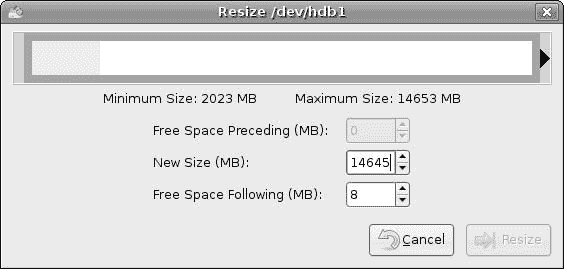 Resize /dev/hdb1
Minimum Size: 2023 MB Maximum Size: 14653 MB
Free Space Preceding (MB): 0
New Size (MB): 14645
Free Space Following (MB): 8
Cancel Resize